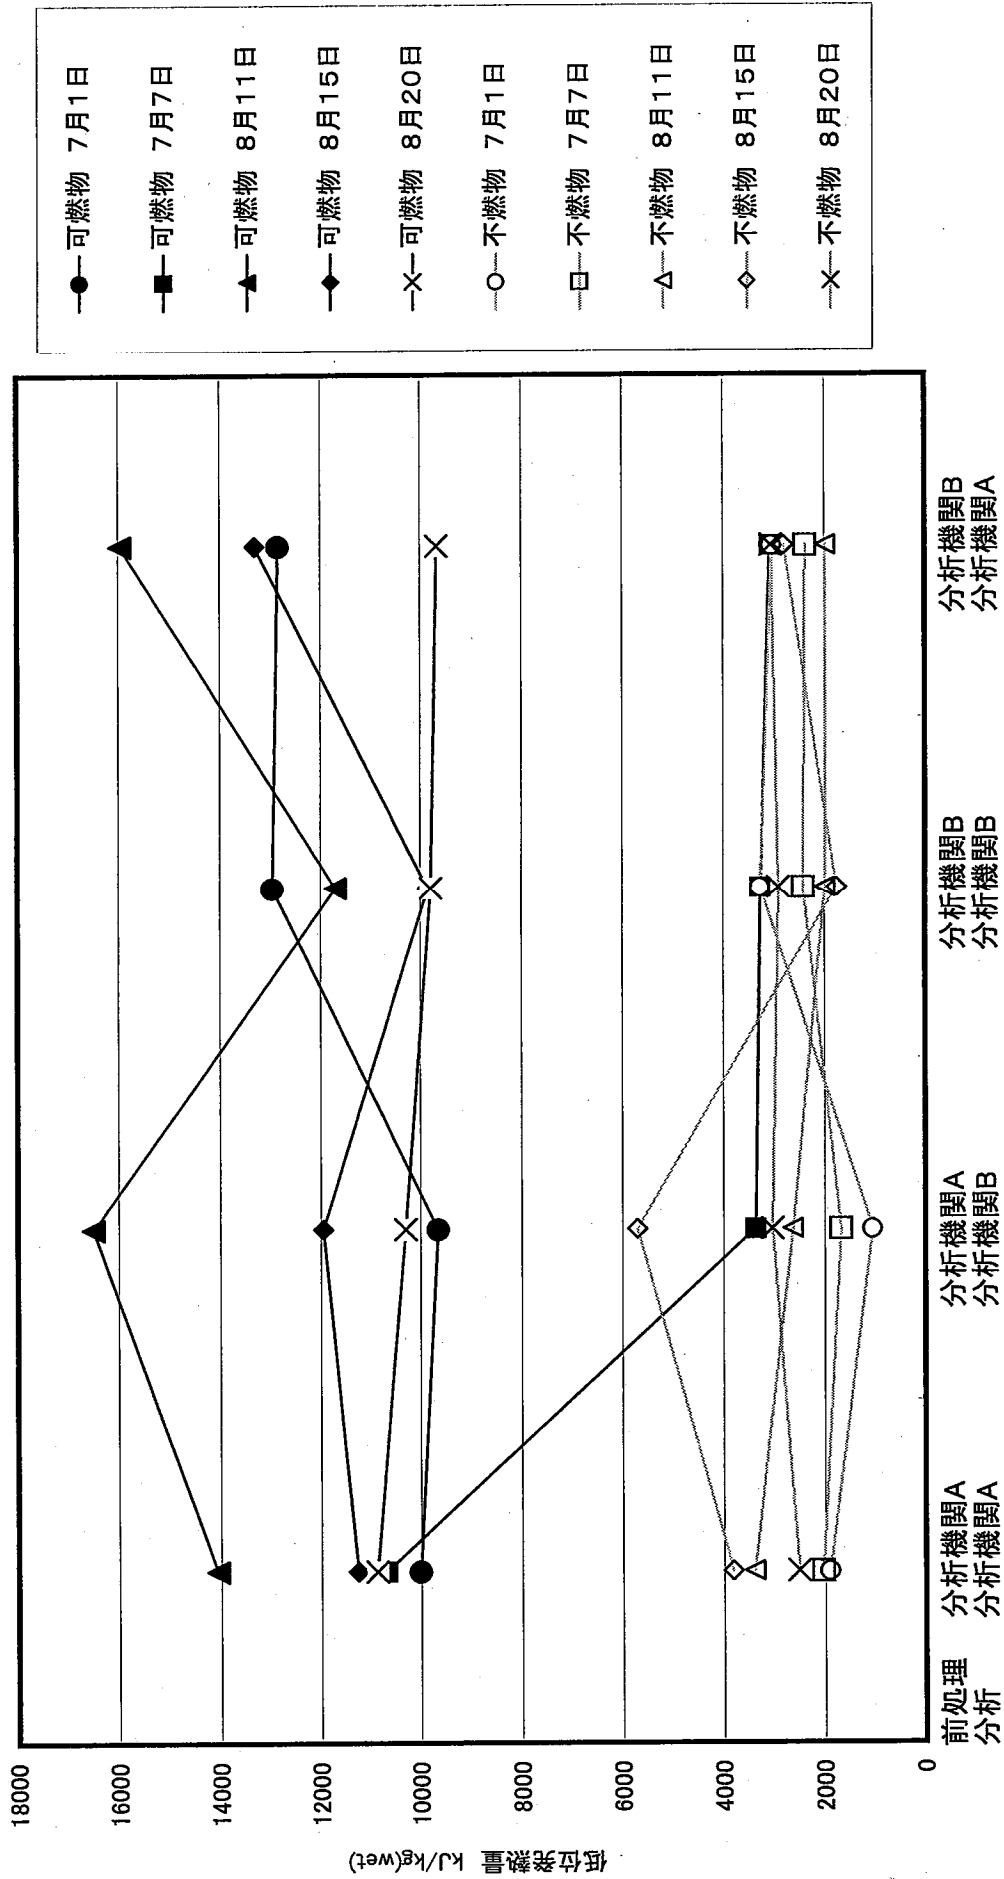 低位発熱量 kJ/kg(wet)
18000
16000
14000
12000
10000
8000
6000
4000
2000
0
前処理 分析機関A 分析機関A 分析機関B 分析機関B
分析 分析機関A 分析機関B 分析機関B 分析機関A
可燃物 7月1日
可燃物 7月7日
可燃物 8月11日
可燃物 8月15日
可燃物 8月20日
不燃物 7月1日
不燃物 7月7日
不燃物 8月11日
不燃物 8月15日
不燃物 8月20日